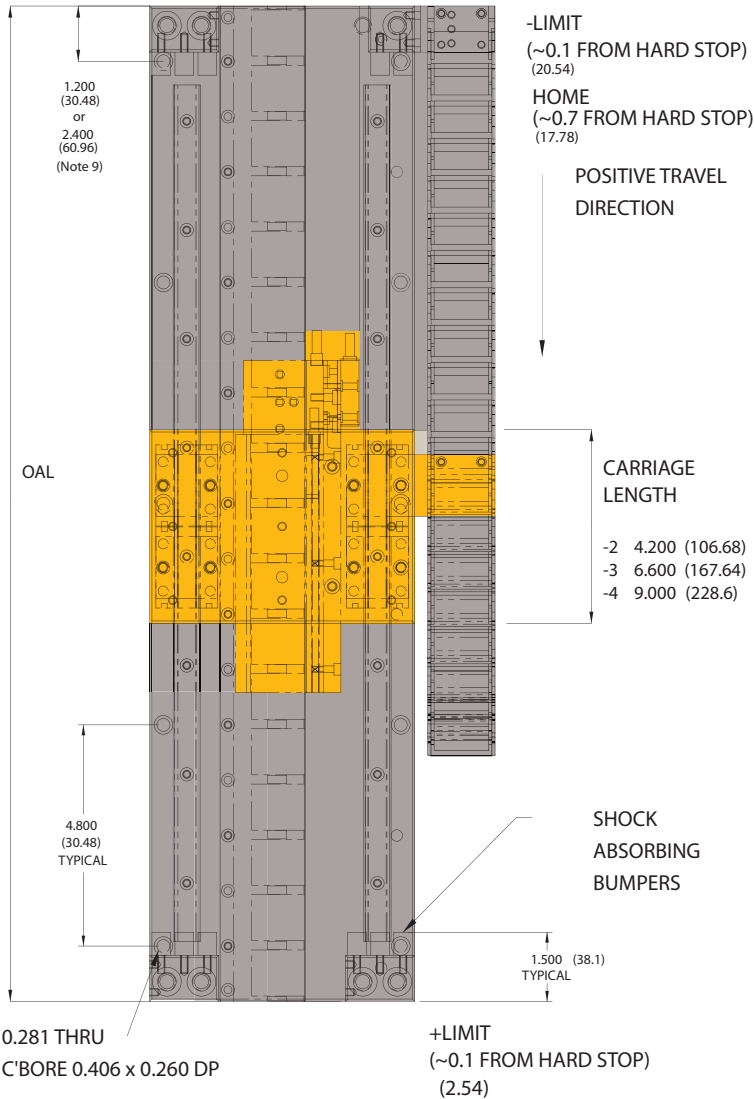 -LIMIT
(~0.1 FROM HARD STOP)
(20.54)
HOME
(~0.7 FROM HARD STOP)
(17.78)
POSITIVE TRAVEL
DIRECTION
1.200
(30.48)
or
2.400
(60.96)
(Note 9)
OAL
CARRIAGE
LENGTH
-2 4.200 (106.68)
-3 6.600 (167.64)
-4 9.000 (228.6)
4.800
(30.48)
TYPICAL
SHOCK
ABSORBING
BUMPERS
1.500 (38.1)
TYPICAL
0.281 THRU
C'BORE 0.406 x 0.260 DP
+LIMIT
(~0.1 FROM HARD STOP)
(2.54)